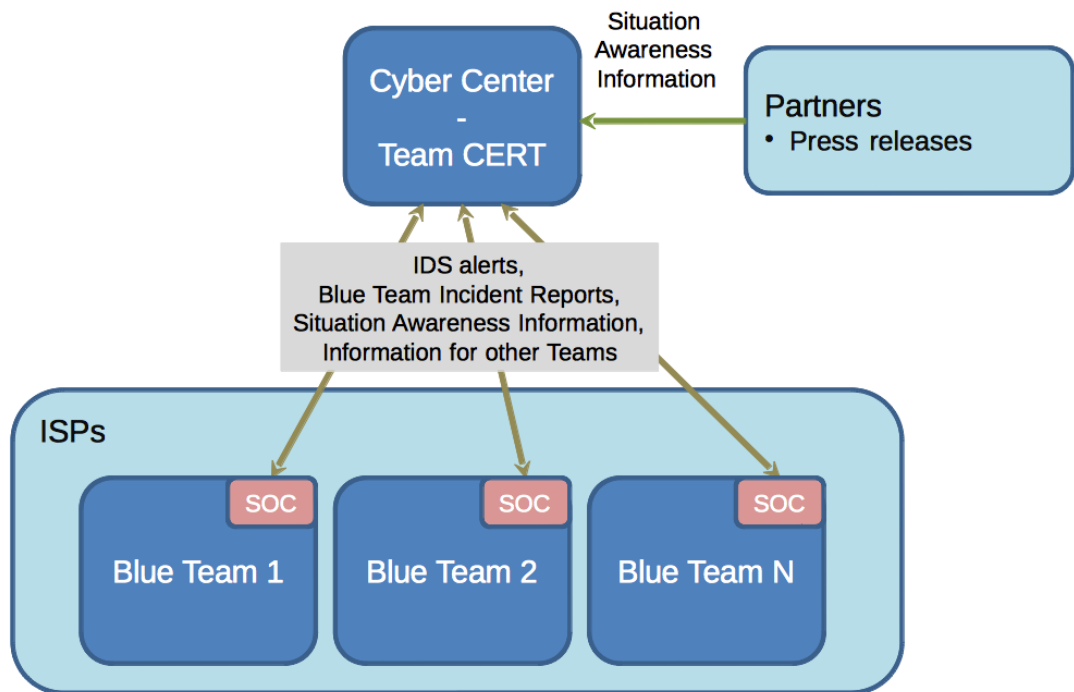 Situation
Awareness
Information
Cyber Center
-
Team CERT
Partners
• Press releases
IDS alerts,
Blue Team Incident Reports,
Situation Awareness Information,
Information for other Teams
ISPs
SOC
SOC
SOC
Blue Team 1
Blue Team 2
Blue Team N